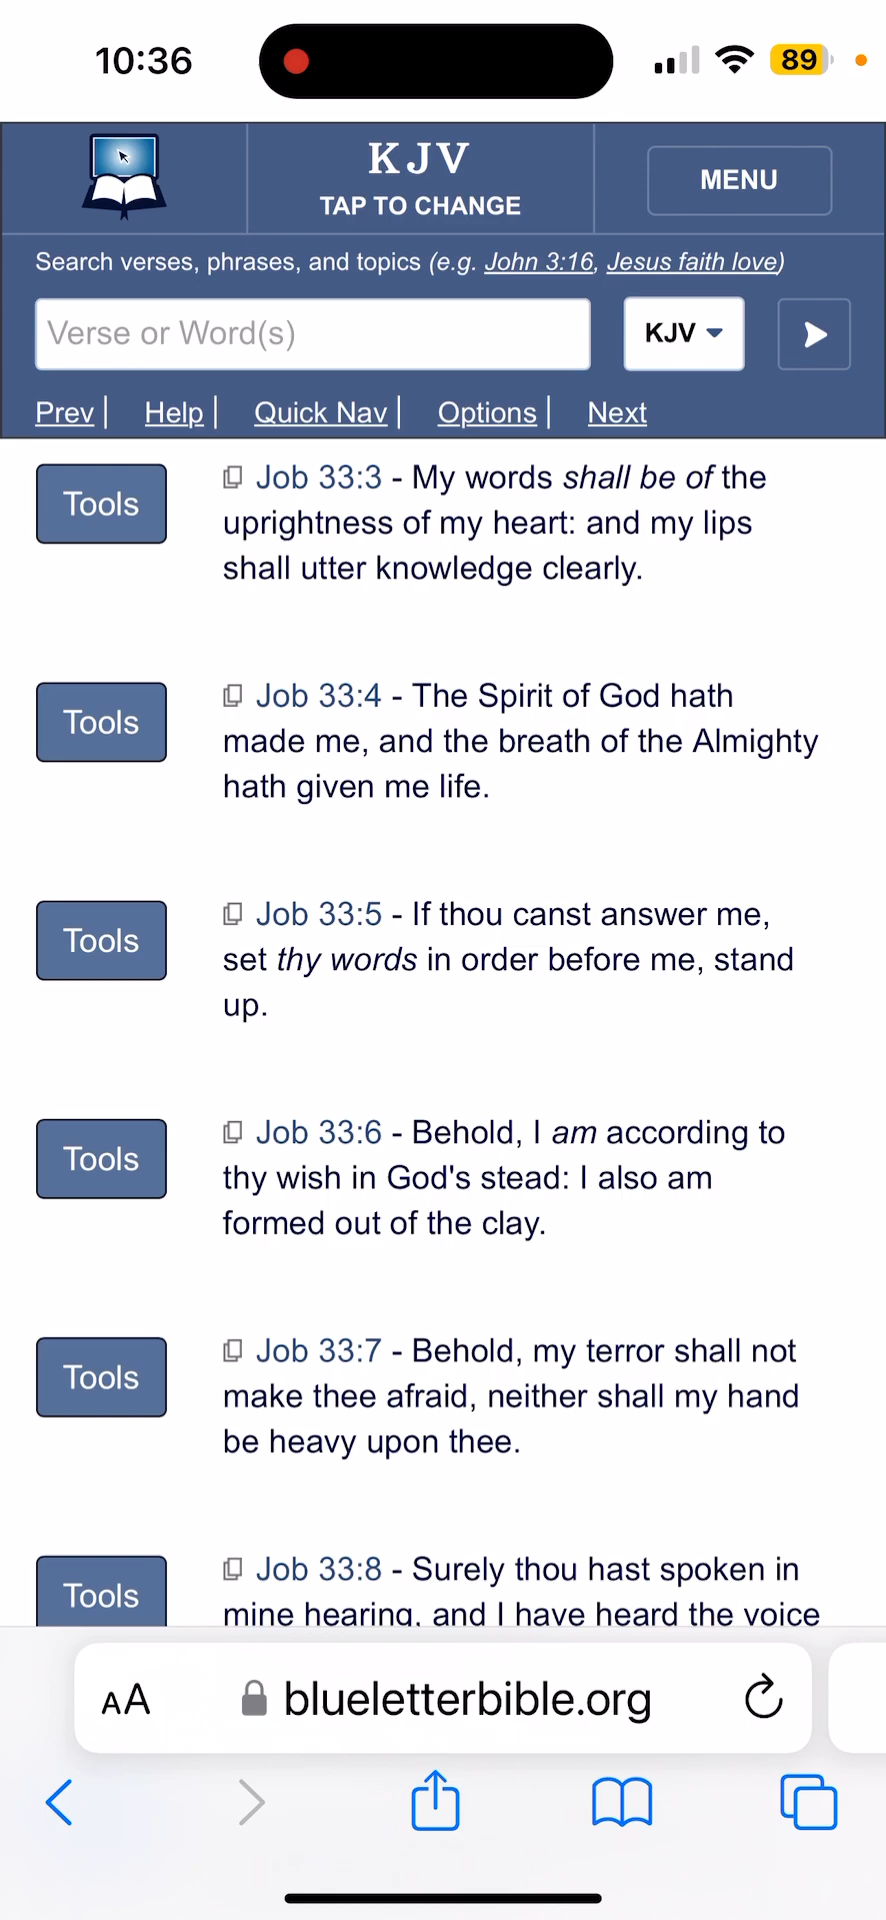 10:36
89
KJV
TAP TO CHANGE
MENU
Search verses, phrases, and topics (e.g. John 3:16, Jesus faith love)
Verse or Word(s)
KJV
Prev | Help | Quick Nav | Options | Next
Tools
Job 33:3 - My words shall be of the
uprightness of my heart: and my lips
shall utter knowledge clearly.
Tools
Job 33:4 - The Spirit of God hath
made me, and the breath of the Almighty
hath given me life.
Tools
Job 33:5 - If thou canst answer me,
set thy words in order before me, stand
up.
Tools
Job 33:6 - Behold, I am according to
thy wish in God's stead: I also am
formed out of the clay.
Tools
Job 33:7 - Behold, my terror shall not
make thee afraid, neither shall my hand
be heavy upon thee.
Tools
Job 33:8 - Surely thou hast spoken in
mine hearing, and I have heard the voice
AA blueletterbible.org